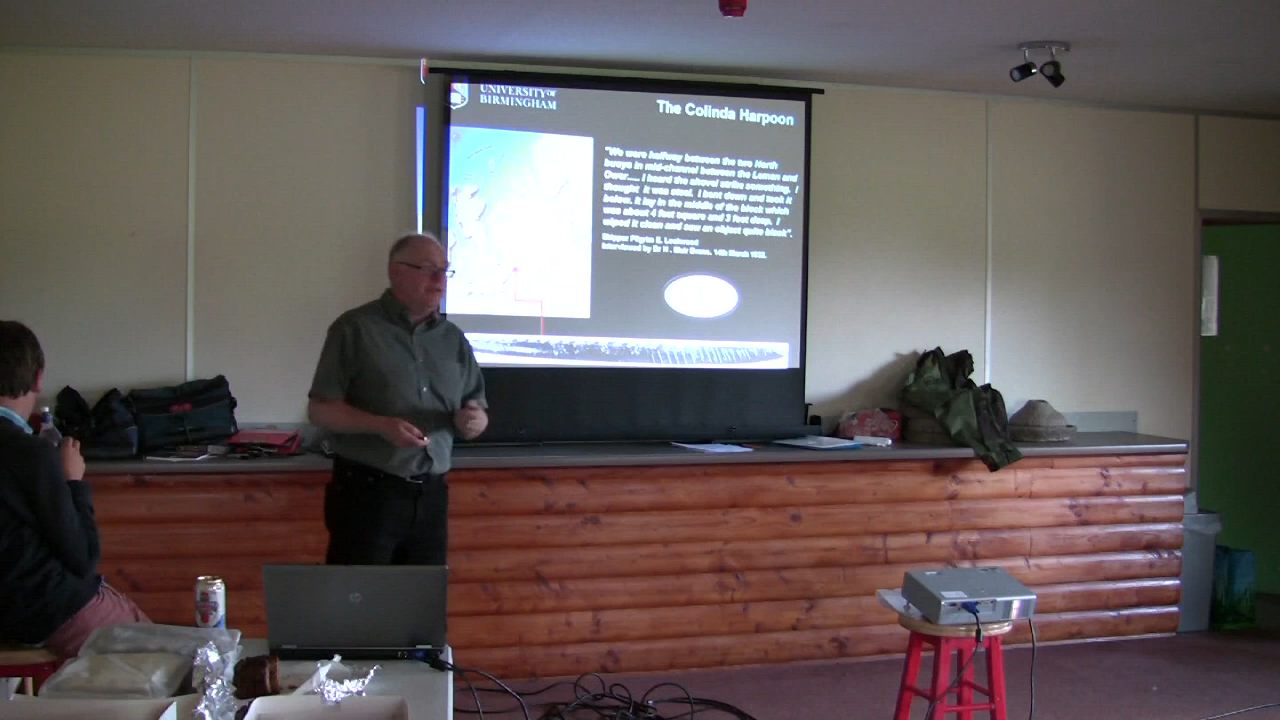 UNIVERSITY OF
BIRMINGHAM
The Colinda Harpoon
"We were halfway between the two North
buoys in mid-channel between the Leman and
Ower.... I heard the shovel strike something. I
thought it was steel. I bent down and took it
below. It lay in the middle of the block which
was about 4 feet square and 3 feet deep. I
wiped it clean and saw an object quite black".
Skipper Pilgrim E. Lockwood
Interviewed by Dr H. Muir Evans. 14th March 1932.
hp